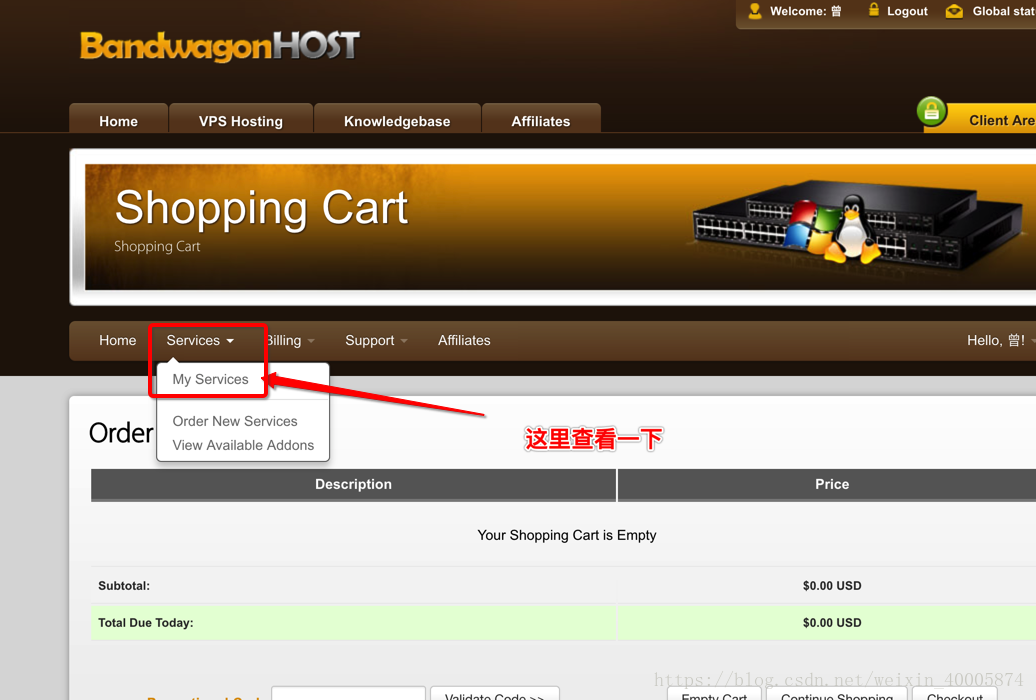 Welcome: 曾 Logout Global stat
BandwagonHOST
Home VPS Hosting Knowledgebase Affiliates Client Are
Shopping Cart
Shopping Cart
Home Services Billing Support Affiliates Hello, 曾!
My Services
Order New Services
View Available Addons
Order
这里查看一下
Description Price
Your Shopping Cart is Empty
Subtotal: $0.00 USD
Total Due Today: $0.00 USD
https://blog.csdn.net/weixin_40005874
Validate Code >> Empty Cart Continue Shopping Checkout